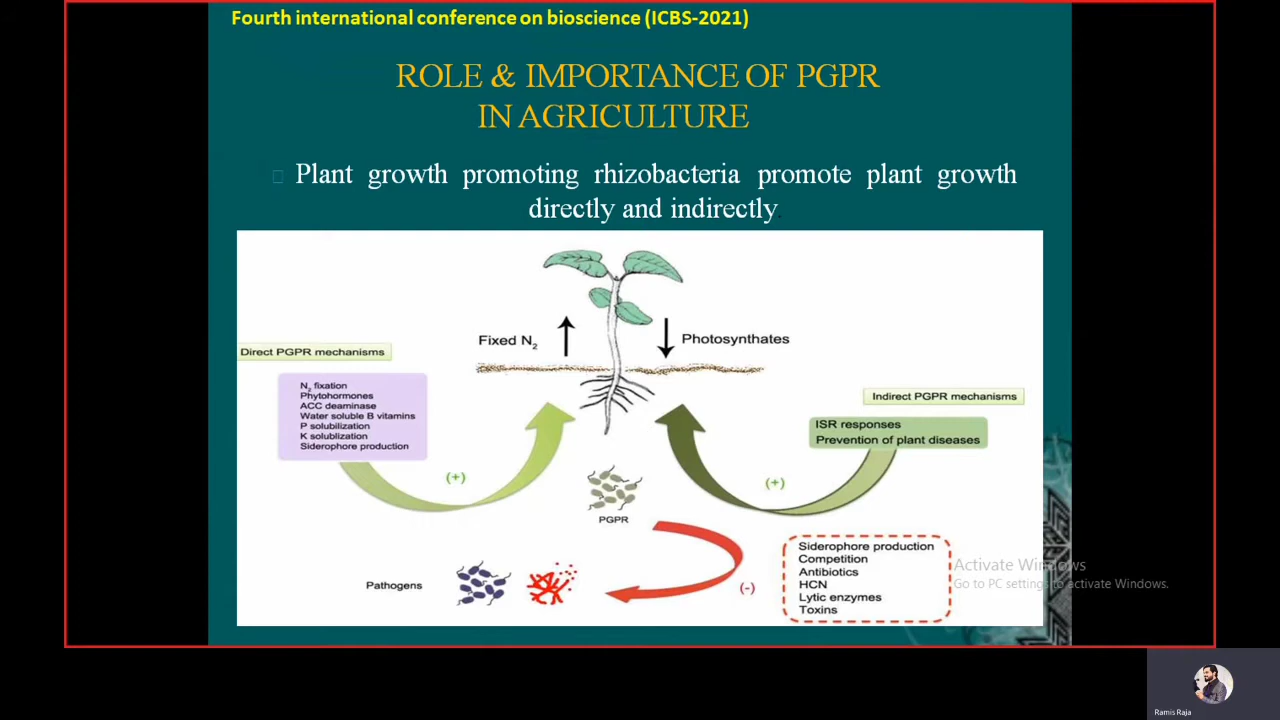 Fourth international conference on bioscience (ICBS-2021)
ROLE & IMPORTANCE OF PGPR
IN AGRICULTURE
Plant growth promoting rhizobacteria promote plant growth
directly and indirectly.
Fixed N₂
Photosynthates
Direct PGPR mechanisms
N₂ fixation
Phytohormones
ACC deaminase
Water soluble B vitamins
P solubilization
K solublization
Siderophore production
Indirect PGPR mechanisms
ISR responses
Prevention of plant diseases
(+)
(+)
PGPR
Pathogens
(-)
Siderophore production
Competition
Antibiotics
HCN
Lytic enzymes
Toxins
Activate Windows
Go to PC settings to activate Windows.
Ramis Raja